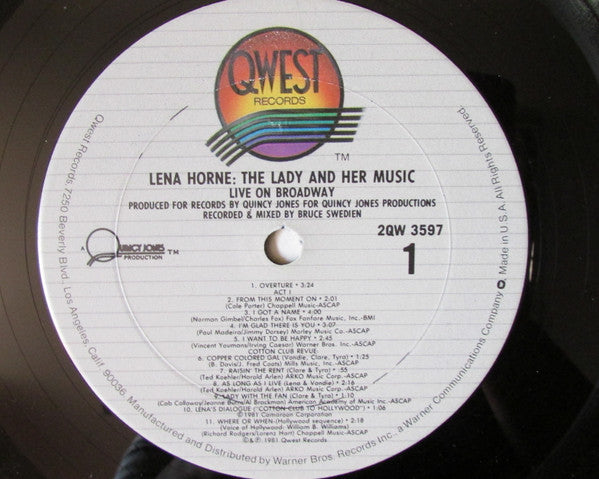 QWEST
RECORDS
TM
LENA HORNE: THE LADY AND HER MUSIC
LIVE ON BROADWAY
PRODUCED FOR RECORDS BY QUINCY JONES FOR QUINCY JONES PRODUCTIONS
RECORDED & MIXED BY BRUCE SWEDIEN
2QW 3597
1
A
QUINCY JONES
PRODUCTION
TM
1. OVERTURE • 3:24
ACT I
2. FROM THIS MOMENT ON • 2:01
(Cole Porter) Chappell Music-ASCAP
3. I GOT A NAME • 4:00
(Norman Gimbel/Charles Fox) Fox Fanfare Music, Inc.-BMI
4. I'M GLAD THERE IS YOU • 3:07
(Paul Madeira/Jimmy Dorsey) Morley Music Co.-ASCAP
5. I WANT TO BE HAPPY • 2:45
(Vincent Youmans/Irving Caesar) Warner Bros. Inc.-ASCAP
COTTON CLUB REVUE:
6. COPPER COLORED GAL (Vondie, Clare, Tyra) • 1:25
(B. Davis/J. Fred Coots) Mills Music, Inc.-ASCAP
7. RAISIN' THE RENT (Clare & Tyra) • :55
(Ted Koehler/Harold Arlen) ARKO Music Corp.-ASCAP
8. AS LONG AS I LIVE (Lena & Vondie) • 2:16
(Ted Koehler/Harold Arlen) ARKO Music Corp.-ASCAP
9. LADY WITH THE FAN (Clare & Tyra) • 1:10
(Cab Calloway/Jeanne Burns/Al Brackman) American Academy of Music Inc.-ASCAP
10. LENA'S DIALOGUE ("COTTON CLUB TO HOLLYWOOD") • 1:06
© 1981 Cameroon Corporation
11. WHERE OR WHEN-(Hollywood sequence) • 2:18
(Voice of Hollywood: William B. Williams)
(Richard Rodgers/Lorenz Hart) Chappell Music-ASCAP
©&℗ 1981 Qwest Records
Qwest Records 7250 Beverly Blvd., Los Angeles, Calif. 90036. Manufactured and Distributed by Warner Bros. Records Inc., a Warner Communications Company. Made in U.S.A. All Rights Reserved.